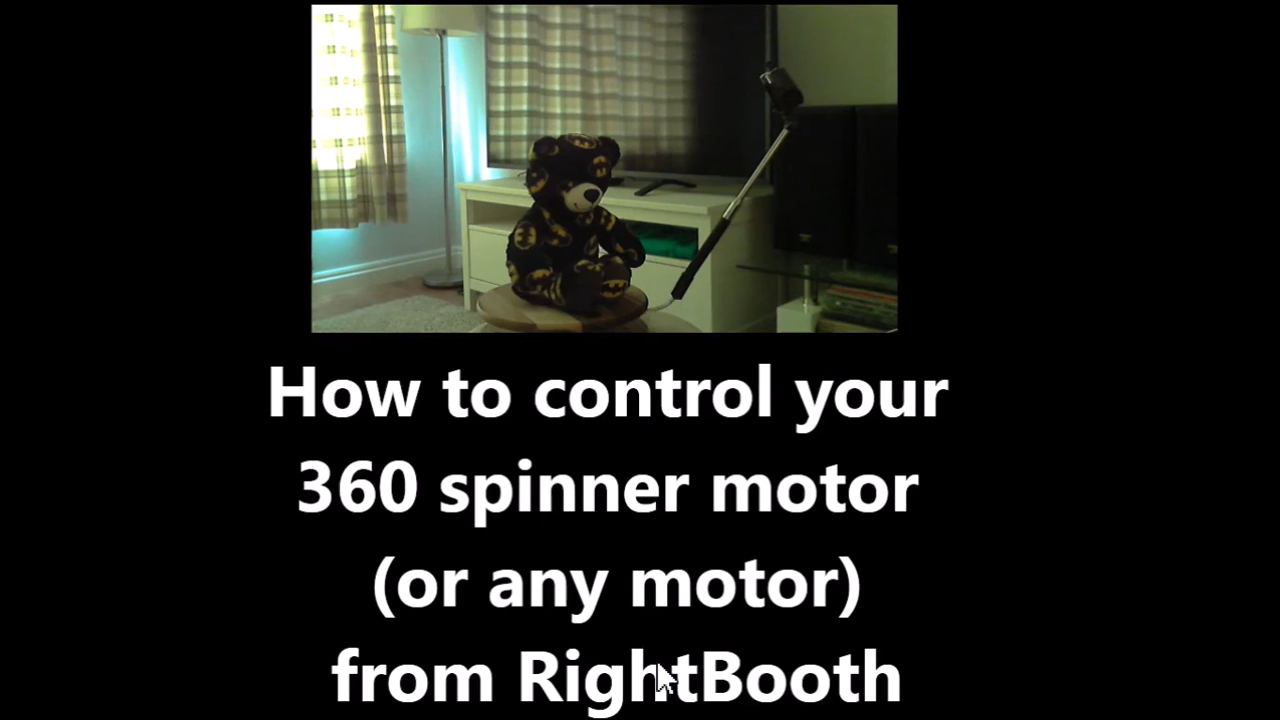 How to control your
360 spinner motor
(or any motor)
from RightBooth